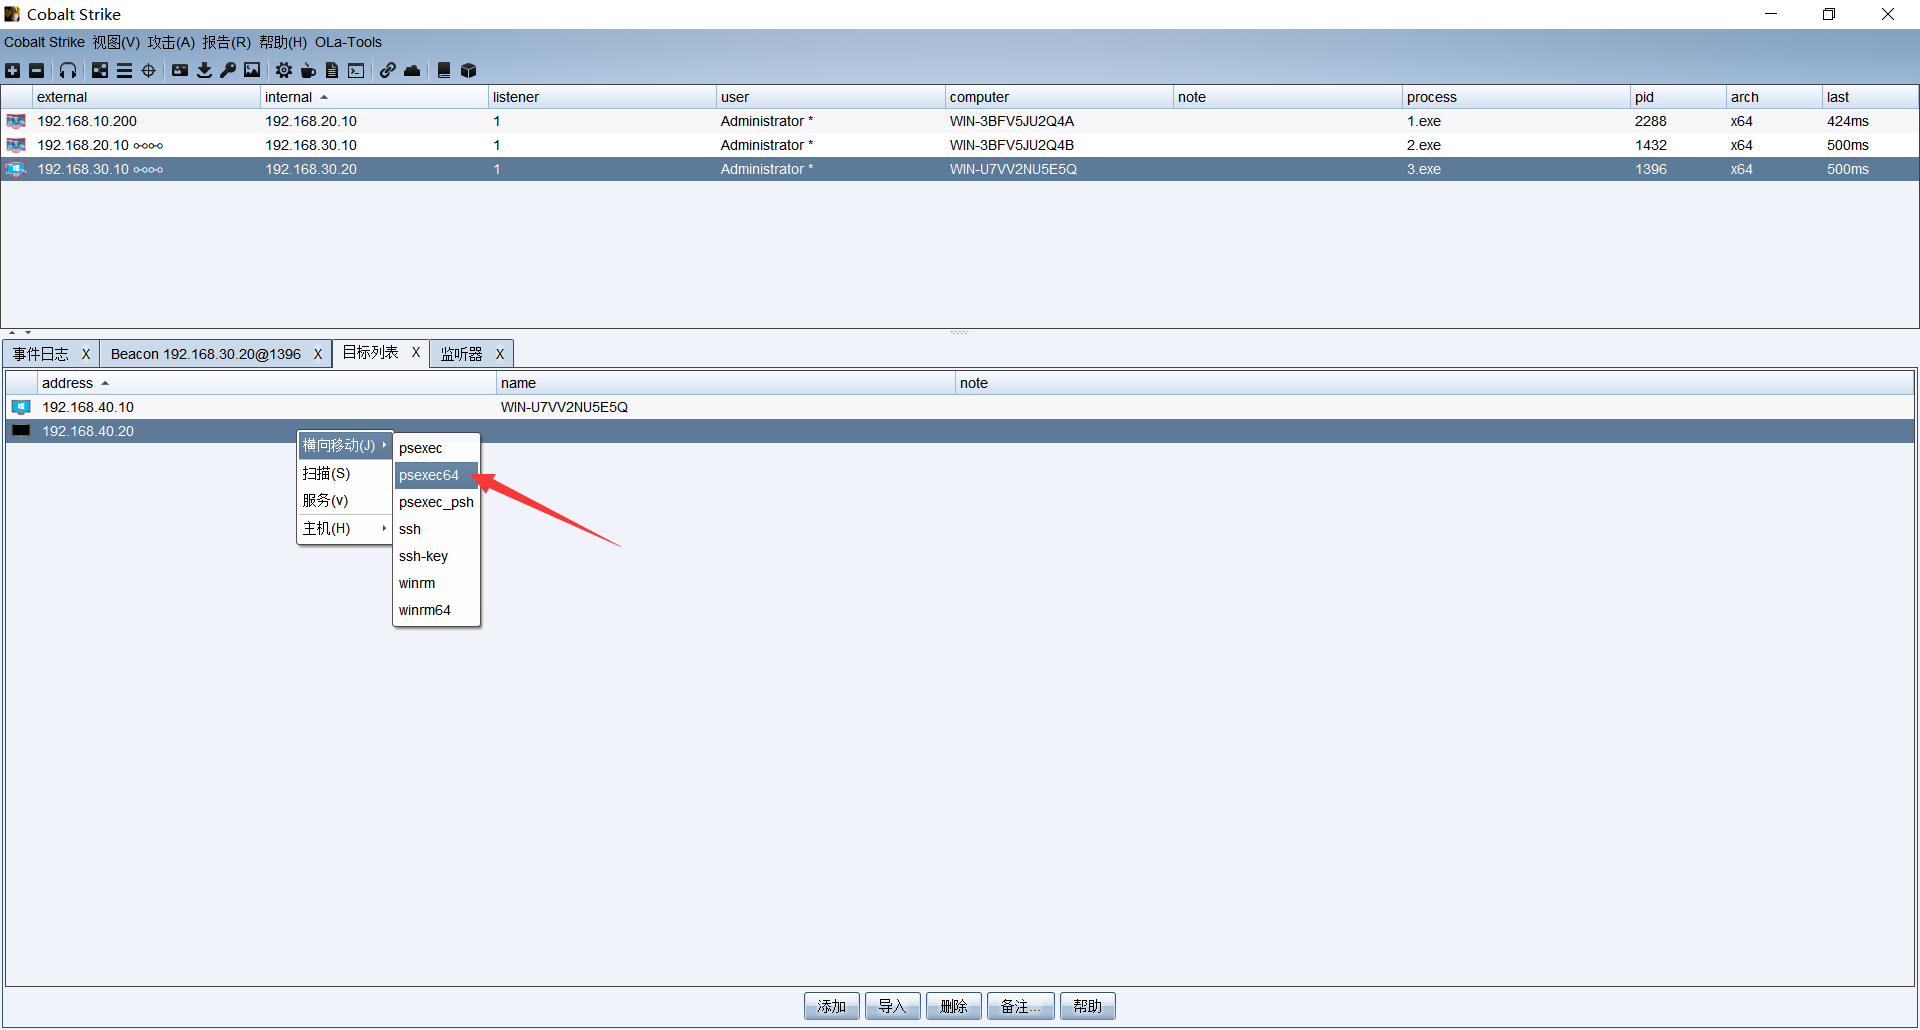 Cobalt Strike
Cobalt Strike 视图(V) 攻击(A) 报告(R) 帮助(H) OLa-Tools
external internal listener user computer note process pid arch last
192.168.10.200 192.168.20.10 1 Administrator * WIN-3BFV5JU2Q4A 1.exe 2288 x64 424ms
192.168.20.10 192.168.30.10 1 Administrator * WIN-3BFV5JU2Q4B 2.exe 1432 x64 500ms
192.168.30.10 192.168.30.20 1 Administrator * WIN-U7VV2NU5E5Q 3.exe 1396 x64 500ms
事件日志 X Beacon 192.168.30.20@1396 X 目标列表 X 监听器 X
address name note
192.168.40.10 WIN-U7VV2NU5E5Q
192.168.40.20
横向移动(J)
扫描(S)
服务(v)
主机(H)
psexec
psexec64
psexec_psh
ssh
ssh-key
winrm
winrm64
添加 导入 删除 备注... 帮助